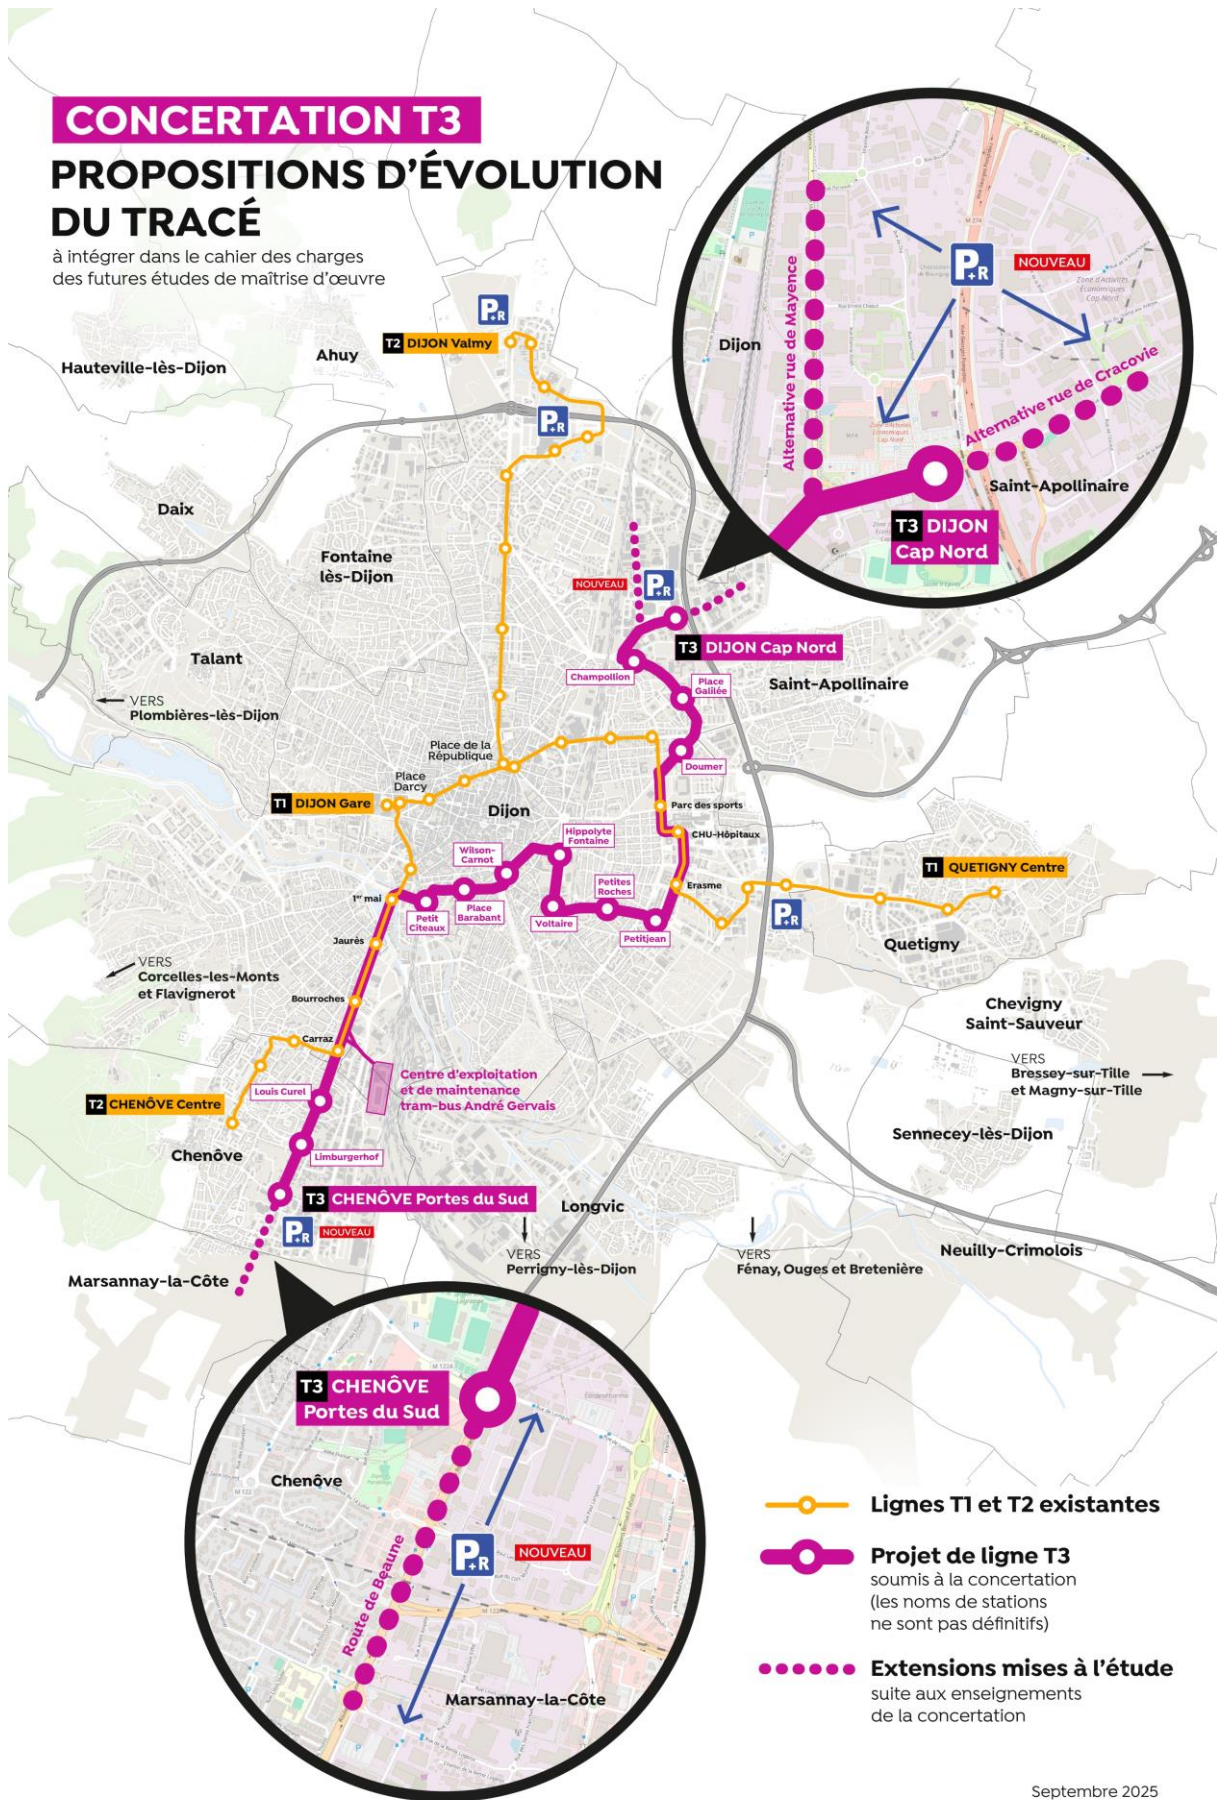 CONCERTATION T3
PROPOSITIONS D'ÉVOLUTION
DU TRACÉ
à intégrer dans le cahier des charges
des futures études de maîtrise d'œuvre
Hauteville-lès-Dijon
Ahuy
T2 DIJON Valmy
P+R
P+R
Daix
Fontaine
lès-Dijon
Talant
VERS
Plombières-lès-Dijon
Dijon
Alternative rue de Mayence
M 274
P+R
NOUVEAU
Zone d'Activités
Économiques
Cap Nord
Alternative rue de Cracovie
Saint-Apollinaire
T3 DIJON
Cap Nord
NOUVEAU
P+R
T3 DIJON Cap Nord
Champollion
Place
Galilée
Saint-Apollinaire
Doumer
Place de la
République
Place
Darcy
T1 DIJON Gare
Dijon
Parc des sports
CHU-Hôpitaux
Hippolyte
Fontaine
Wilson-
Carnot
Petites
Roches
Erasme
T1 QUETIGNY Centre
P+R
1er mai
Petit
Cîteaux
Place
Barabant
Voltaire
Petitjean
Quetigny
Jaurès
VERS
Corcelles-les-Monts
et Flavignerot
Bourroches
Chevigny
Saint-Sauveur
Carraz
VERS
Bressey-sur-Tille
et Magny-sur-Tille
Centre d'exploitation
et de maintenance
tram-bus André Gervais
Louis Curel
T2 CHENÔVE Centre
Chenôve
Limburgerhof
Sennecey-lès-Dijon
T3 CHENÔVE Portes du Sud
Longvic
P+R
NOUVEAU
VERS
Perrigny-lès-Dijon
VERS
Fénay, Ouges et Bretenière
Neuilly-Crimolois
Marsannay-la-Côte
T3 CHENÔVE
Portes du Sud
Chenôve
M 122
P+R
NOUVEAU
Route de Beaune
Marsannay-la-Côte
Lignes T1 et T2 existantes
Projet de ligne T3
soumis à la concertation
(les noms de stations
ne sont pas définitifs)
Extensions mises à l'étude
suite aux enseignements
de la concertation
Septembre 2025